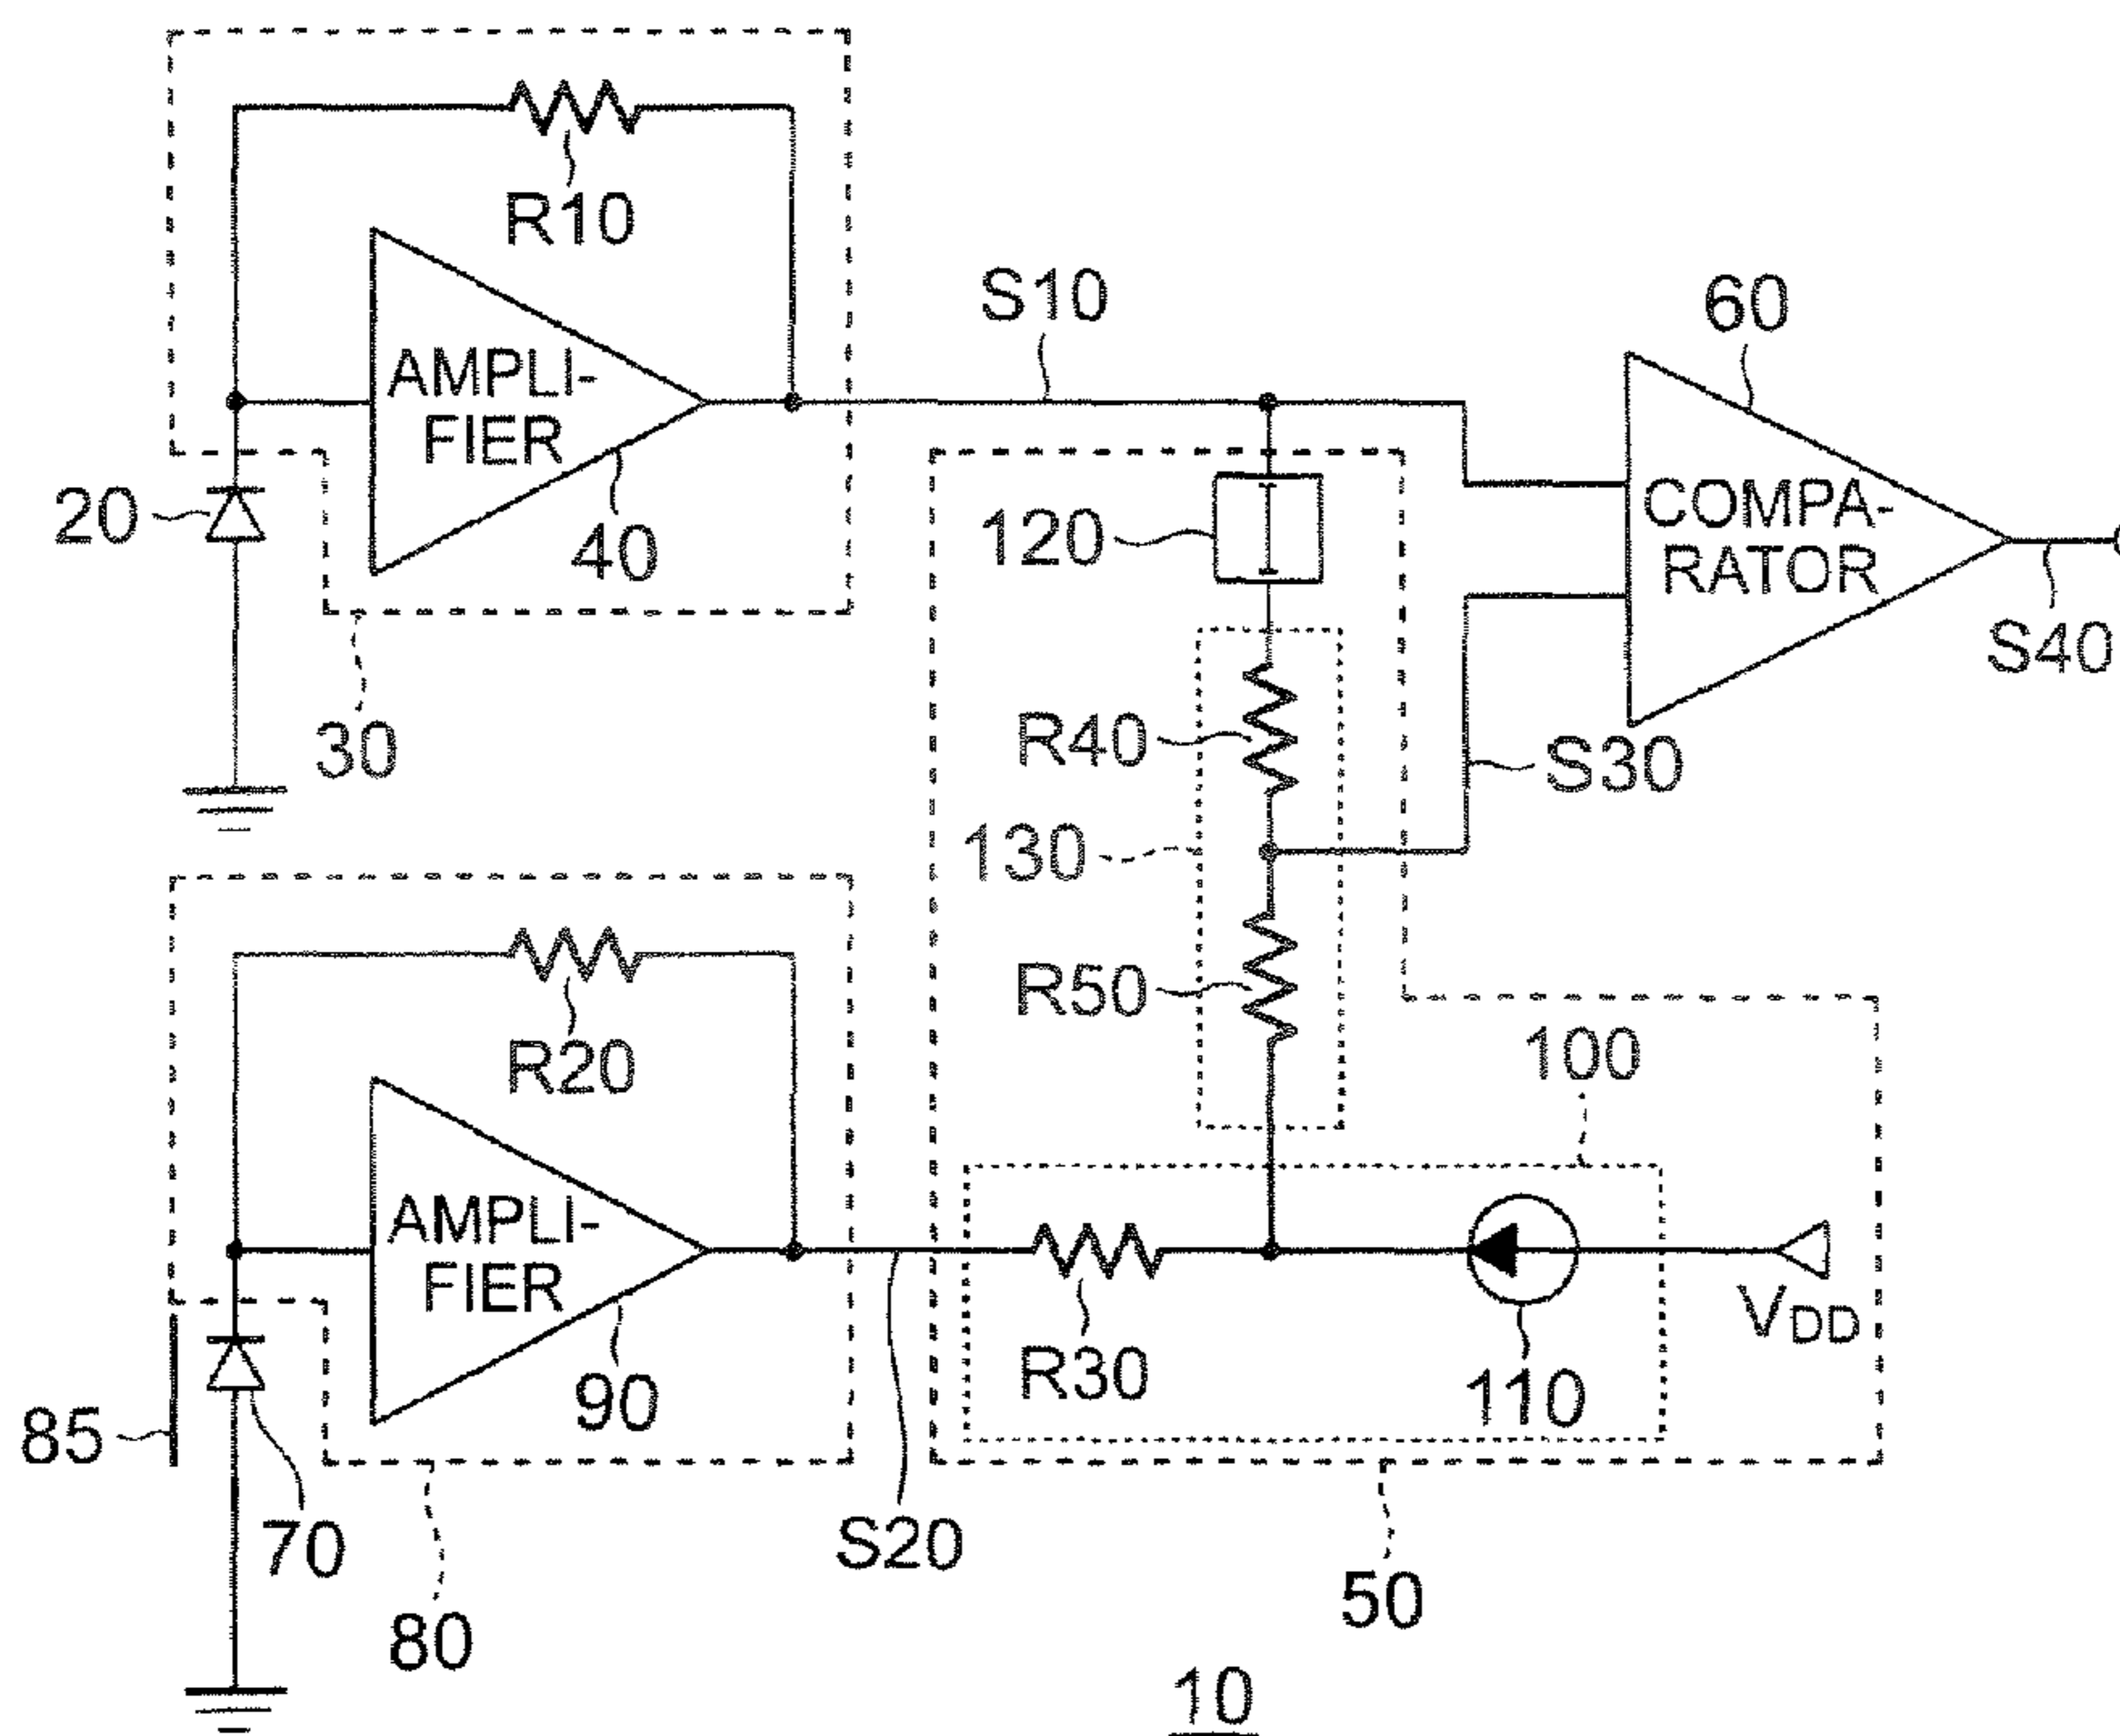 R10
AMPLI-
FIER
40
20
30
S10
60
COMPA-
RATOR
S40
120
R40
S30
130
R50
100
R20
AMPLI-
FIER
90
R30
110
VDD
85
70
80
S20
50
10